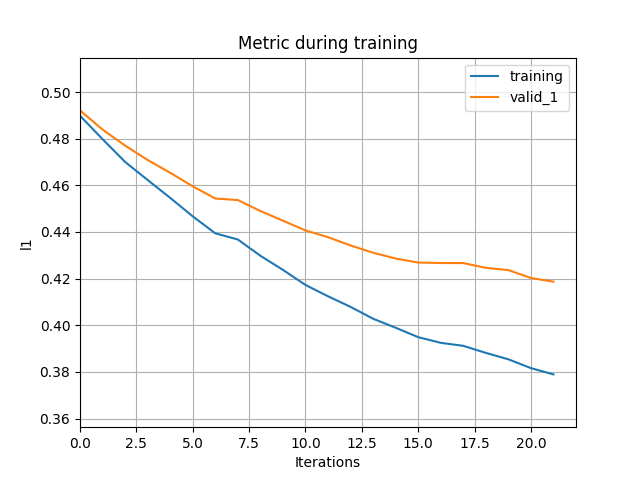 Metric during training
training
valid_1
0.50
0.48
0.46
0.44
0.42
0.40
0.38
0.36
l1
0.0 2.5 5.0 7.5 10.0 12.5 15.0 17.5 20.0
Iterations